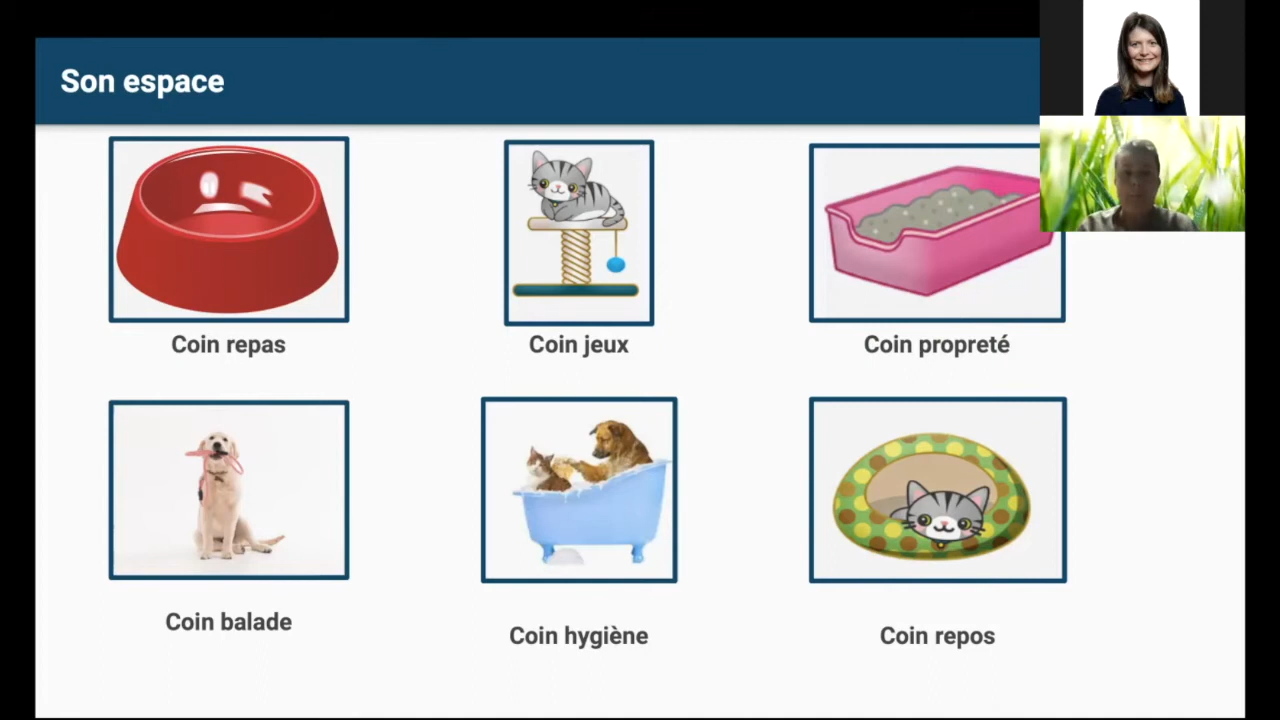 Son espace
Coin repas
Coin jeux
Coin propreté
Coin balade
Coin hygiène
Coin repos